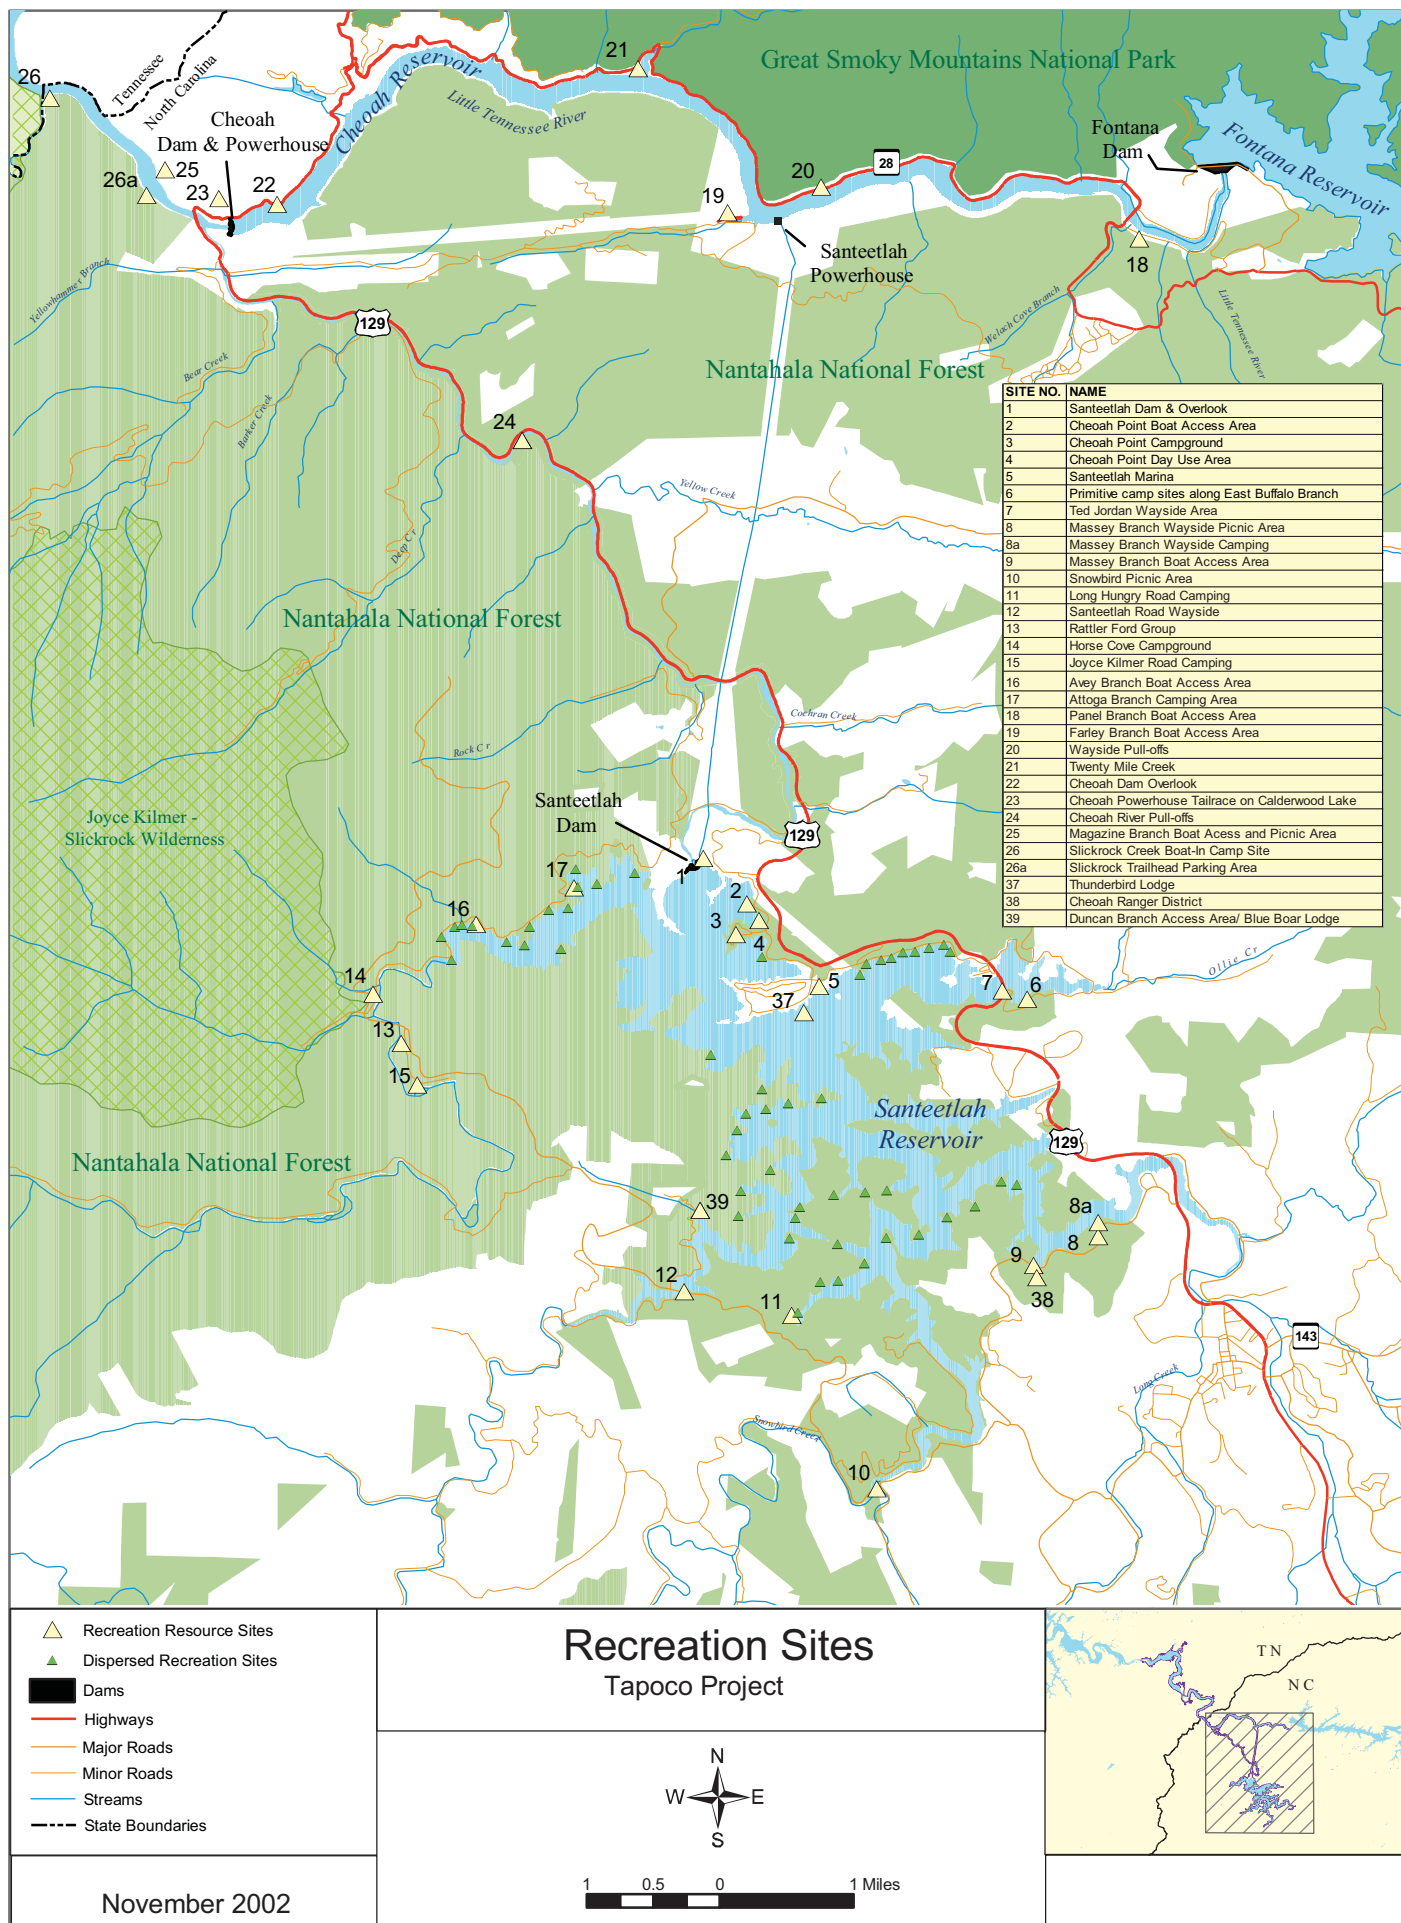 Great Smoky Mountains National Park
21
26
Tennessee
North Carolina
Cheoah Reservoir
Little Tennessee River
Cheoah
Dam & Powerhouse
Fontana
Dam
Fontana Reservoir
28
25
26a
23
22
20
19
18
Santeetlah
Powerhouse
Yellowhammer Branch
Welach Cove Branch
Little Tennessee River
129
Bear Creek
Barker Creek
Nantahala National Forest
24
Yellow Creek
Deep Cr
Nantahala National Forest
Cochran Creek
Rock Cr
Joyce Kilmer -
Slickrock Wilderness
Santeetlah
Dam
129
1
17
2
3
4
16
5
7
6
Ollie Cr
37
14
13
15
Santeetlah
Reservoir
129
Nantahala National Forest
39
8a
8
9
38
12
11
143
Long Creek
Snowbird Creek
10
SITE NO. NAME
1 Santeetlah Dam & Overlook
2 Cheoah Point Boat Access Area
3 Cheoah Point Campground
4 Cheoah Point Day Use Area
5 Santeetlah Marina
6 Primitive camp sites along East Buffalo Branch
7 Ted Jordan Wayside Area
8 Massey Branch Wayside Picnic Area
8a Massey Branch Wayside Camping
9 Massey Branch Boat Access Area
10 Snowbird Picnic Area
11 Long Hungry Road Camping
12 Santeetlah Road Wayside
13 Rattler Ford Group
14 Horse Cove Campground
15 Joyce Kilmer Road Camping
16 Avey Branch Boat Access Area
17 Attoga Branch Camping Area
18 Panel Branch Boat Access Area
19 Farley Branch Boat Access Area
20 Wayside Pull-offs
21 Twenty Mile Creek
22 Cheoah Dam Overlook
23 Cheoah Powerhouse Tailrace on Calderwood Lake
24 Cheoah River Pull-offs
25 Magazine Branch Boat Acess and Picnic Area
26 Slickrock Creek Boat-In Camp Site
26a Slickrock Trailhead Parking Area
37 Thunderbird Lodge
38 Cheoah Ranger District
39 Duncan Branch Access Area/ Blue Boar Lodge
Recreation Resource Sites
Dispersed Recreation Sites
Dams
Highways
Major Roads
Minor Roads
Streams
State Boundaries
November 2002
Recreation Sites
Tapoco Project
N
W E
S
1 0.5 0 1 Miles
TN
NC